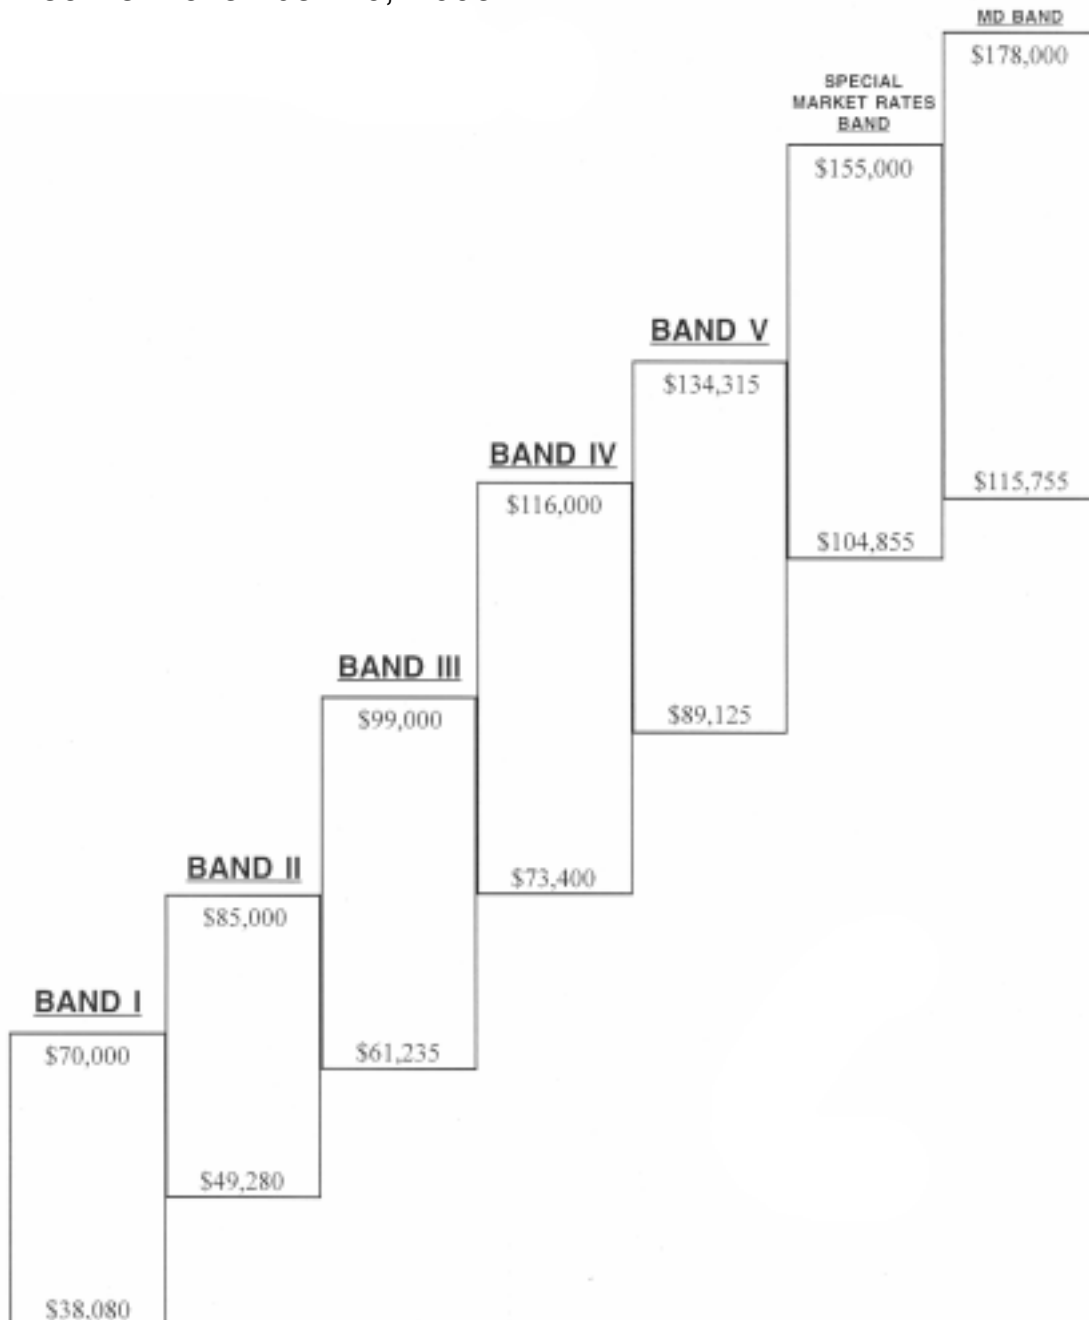 MD BAND
$178,000
$115,755
SPECIAL
MARKET RATES
BAND
$155,000
$104,855
BAND V
$134,315
$89,125
BAND IV
$116,000
$73,400
BAND III
$99,000
$61,235
BAND II
$85,000
$49,280
BAND I
$70,000
$38,080